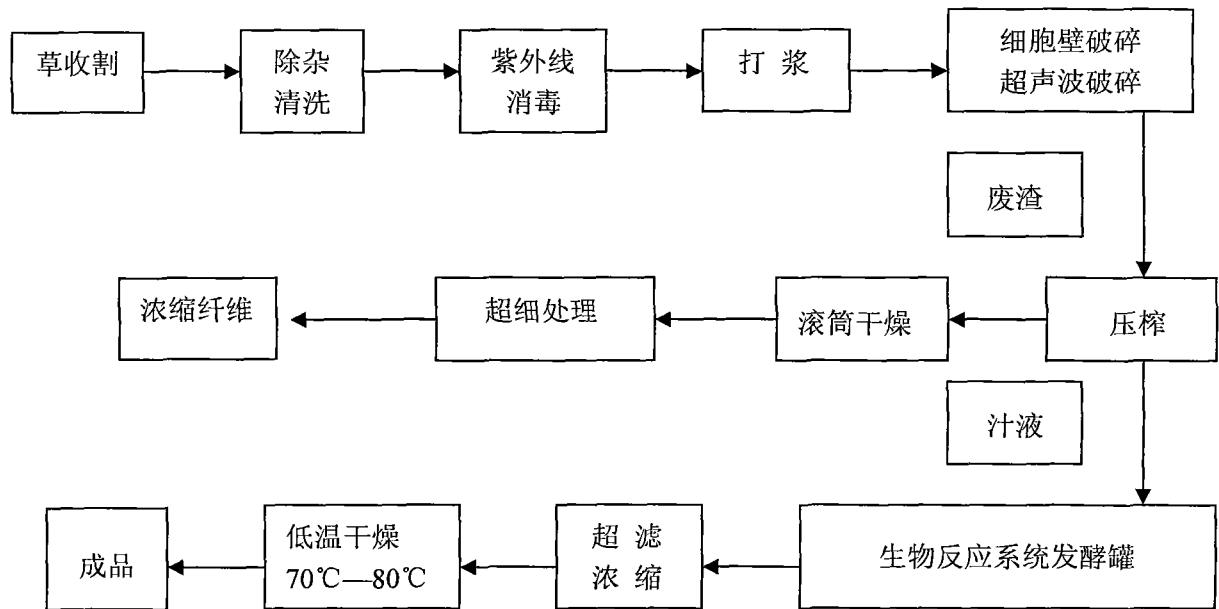 草收割
除杂
清洗
紫外线
消毒
打 浆
细胞壁破碎
超声波破碎
废渣
浓缩纤维
超细处理
滚筒干燥
压榨
汁液
成品
低温干燥
70℃—80℃
超 滤
浓 缩
生物反应系统发酵罐